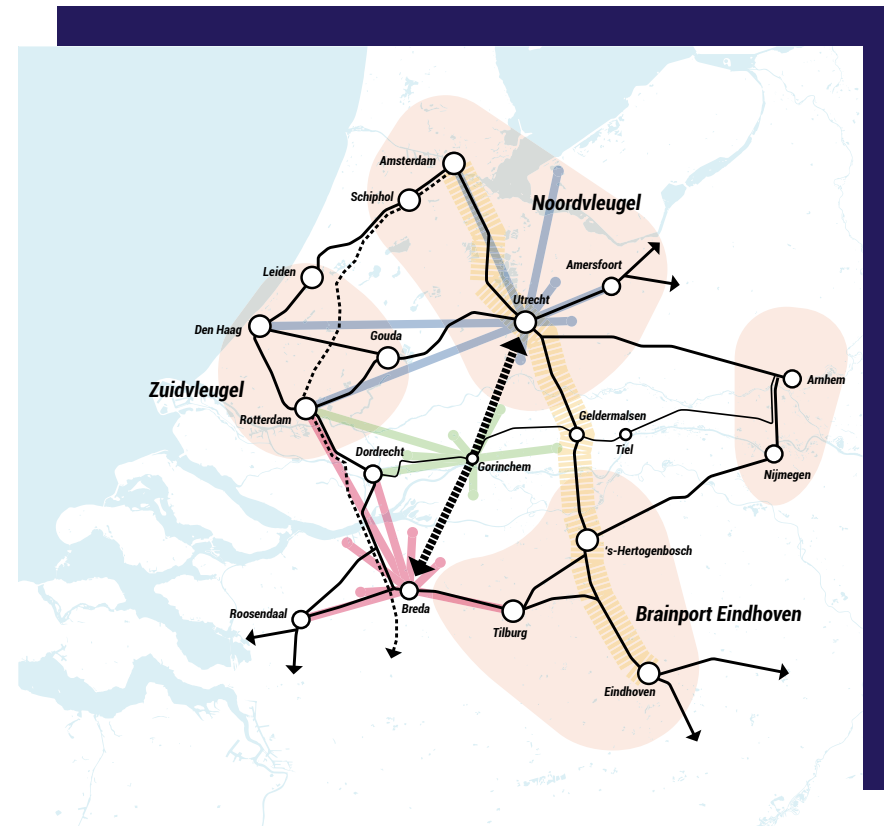 Amsterdam
Schiphol
Noordvleugel
Amersfoort
Leiden
Utrecht
Den Haag
Gouda
Zuidvleugel
Arnhem
Rotterdam
Geldermalsen
Tiel
Dordrecht
Gorinchem
Nijmegen
's-Hertogenbosch
Breda
Roosendaal
Tilburg
Brainport Eindhoven
Eindhoven